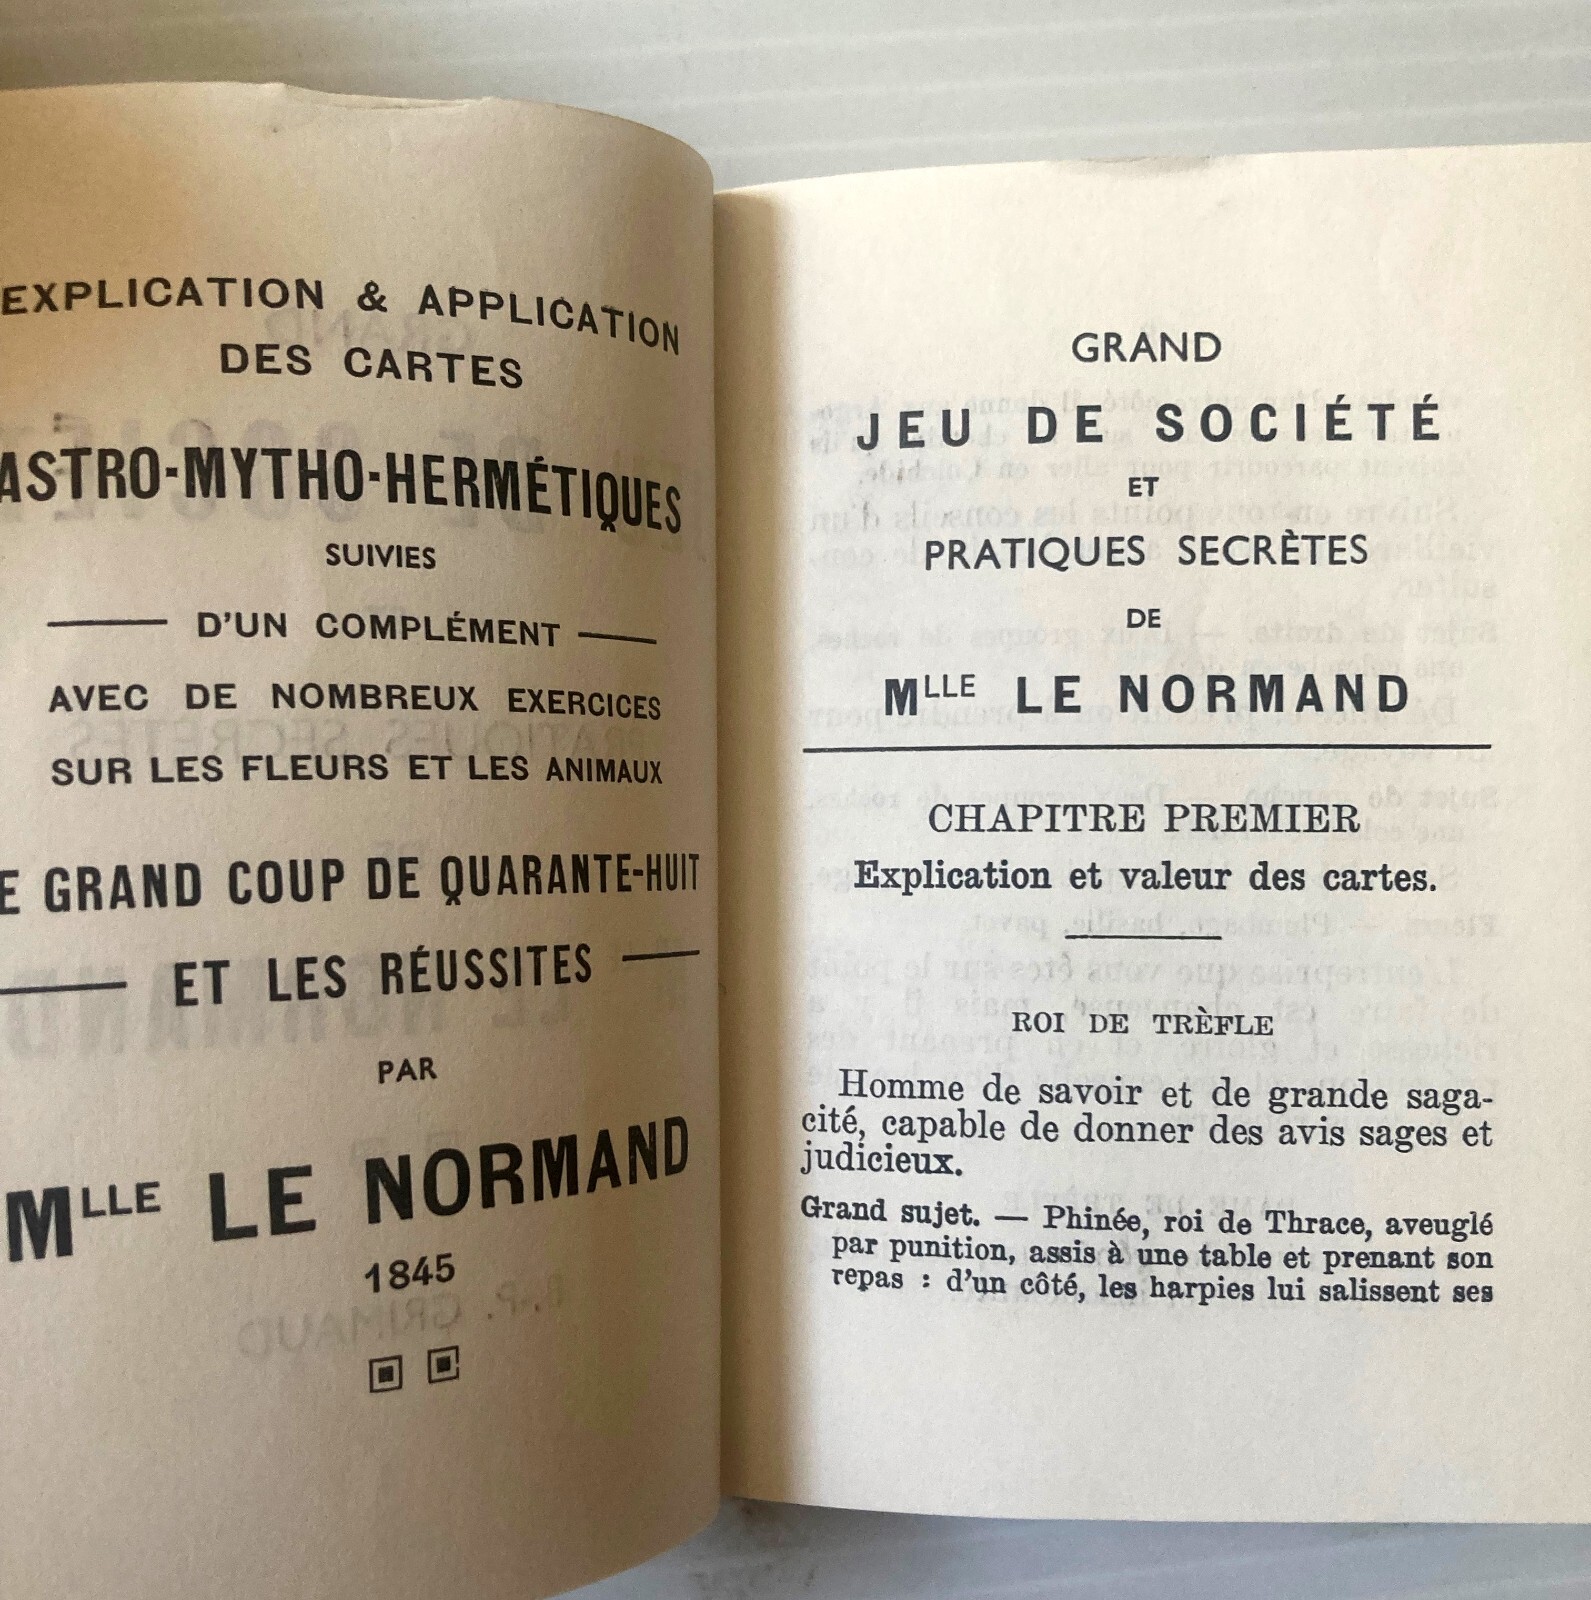 EXPLICATION & APPLICATION
DES CARTES
ASTRO-MYTHO-HERMÉTIQUES
SUIVIES
D'UN COMPLÉMENT
AVEC DE NOMBREUX EXERCICES
SUR LES FLEURS ET LES ANIMAUX
E GRAND COUP DE QUARANTE-HUIT
ET LES RÉUSSITES
PAR
MLLE LE NORMAND
1845
GRAND
JEU DE SOCIÉTÉ
ET
PRATIQUES SECRÈTES
DE
MLLE LE NORMAND
CHAPITRE PREMIER
Explication et valeur des cartes.
ROI DE TRÈFLE
Homme de savoir et de grande saga-
cité, capable de donner des avis sages et
judicieux.
Grand sujet. — Phinée, roi de Thrace, aveuglé
par punition, assis à une table et prenant son
repas : d'un côté, les harpies lui salissent ses